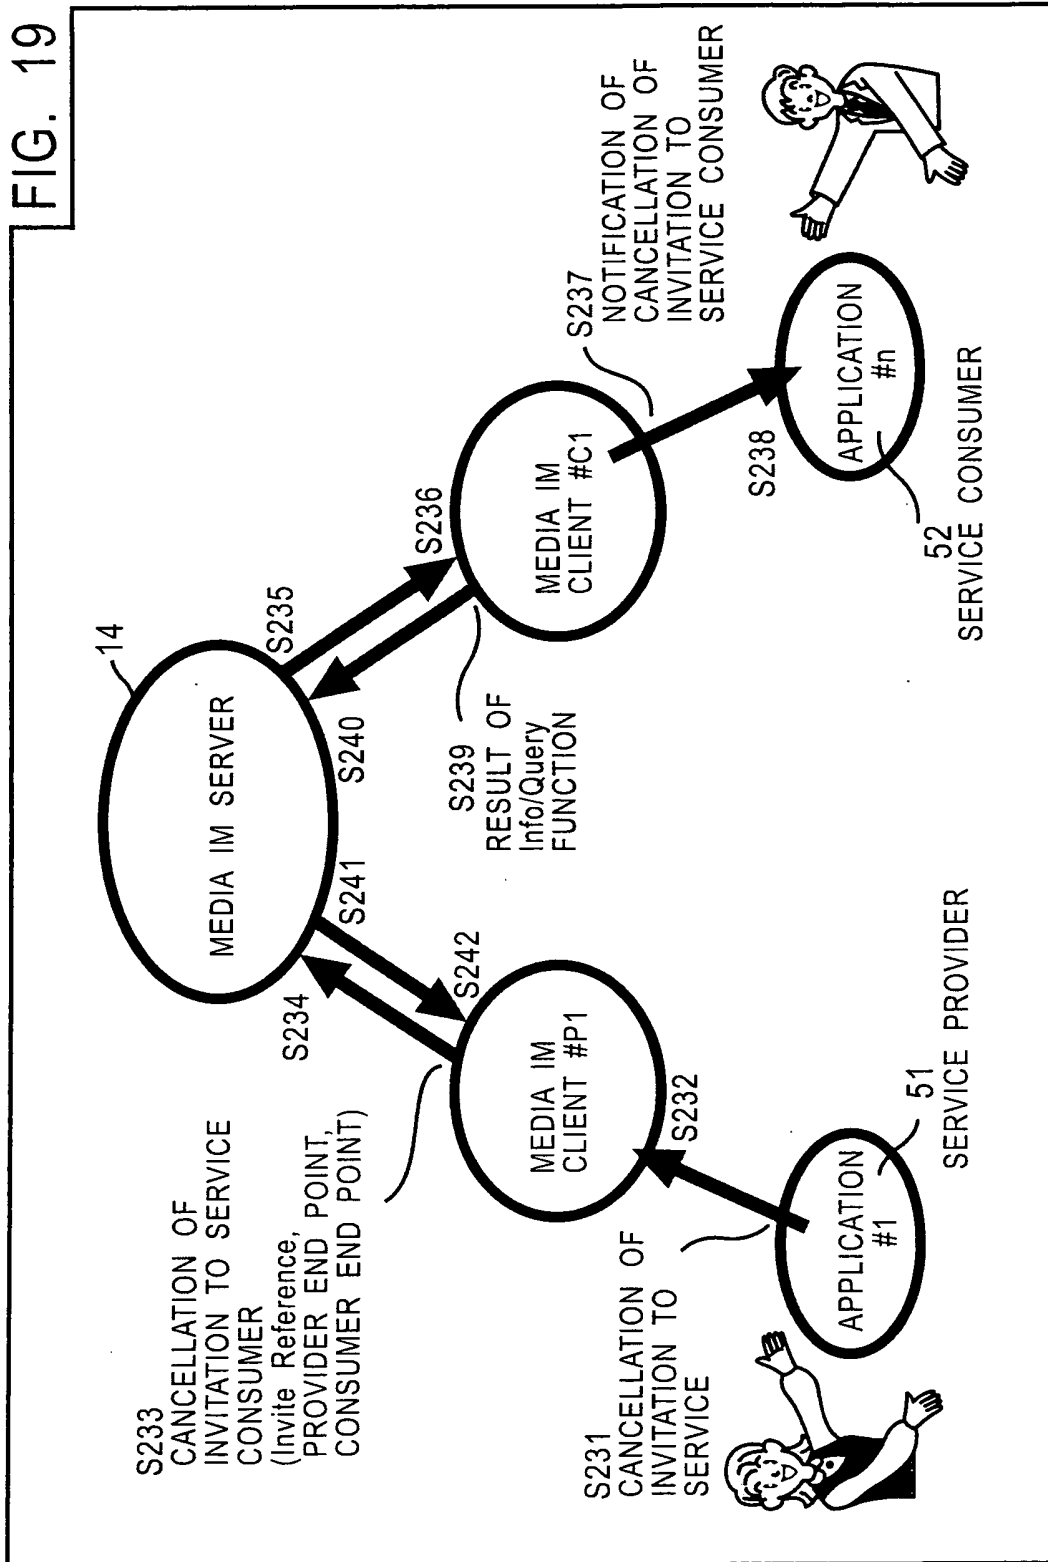 FIG. 19
14
MEDIA IM SERVER
S233
CANCELLATION OF
INVITATION TO SERVICE
CONSUMER
(Invite Reference,
PROVIDER END POINT,
CONSUMER END POINT)
S234
S241
S242
S240
S235
S236
S239
RESULT OF
Info/Query
FUNCTION
MEDIA IM
CLIENT #P1
MEDIA IM
CLIENT #C1
S237
NOTIFICATION OF
CANCELLATION OF
INVITATION TO
SERVICE CONSUMER
S231
CANCELLATION OF
INVITATION TO
SERVICE
S232
S238
APPLICATION
#1
APPLICATION
#n
51
SERVICE PROVIDER
52
SERVICE CONSUMER